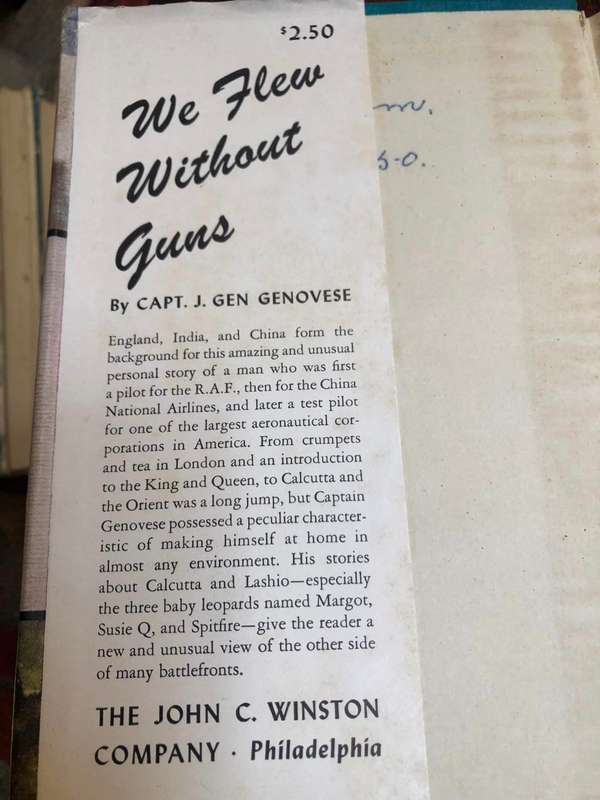 $2.50
We Flew
Without
Guns
By CAPT. J. GEN GENOVESE
England, India, and China form the
background for this amazing and unusual
personal story of a man who was first
a pilot for the R.A.F., then for the China
National Airlines, and later a test pilot
for one of the largest aeronautical cor-
porations in America. From crumpets
and tea in London and an introduction
to the King and Queen, to Calcutta and
the Orient was a long jump, but Captain
Genovese possessed a peculiar character-
istic of making himself at home in
almost any environment. His stories
about Calcutta and Lashio—especially
the three baby leopards named Margot,
Susie Q, and Spitfire—give the reader a
new and unusual view of the other side
of many battlefronts.
THE JOHN C. WINSTON
COMPANY · Philadelphia